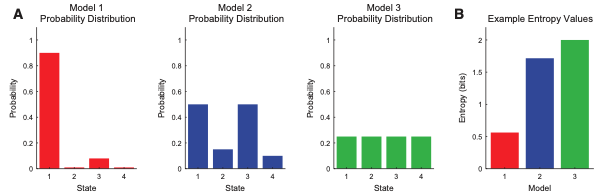 A
Model 1
Probability Distribution
Probability
1
0.8
0.6
0.4
0.2
0
1 2 3 4
State
Model 2
Probability Distribution
Probability
1
0.8
0.6
0.4
0.2
0
1 2 3 4
State
Model 3
Probability Distribution
Probability
1
0.8
0.6
0.4
0.2
0
1 2 3 4
State
B
Example Entropy Values
Entropy (bits)
2
1.5
1
0.5
0
1 2 3
Model